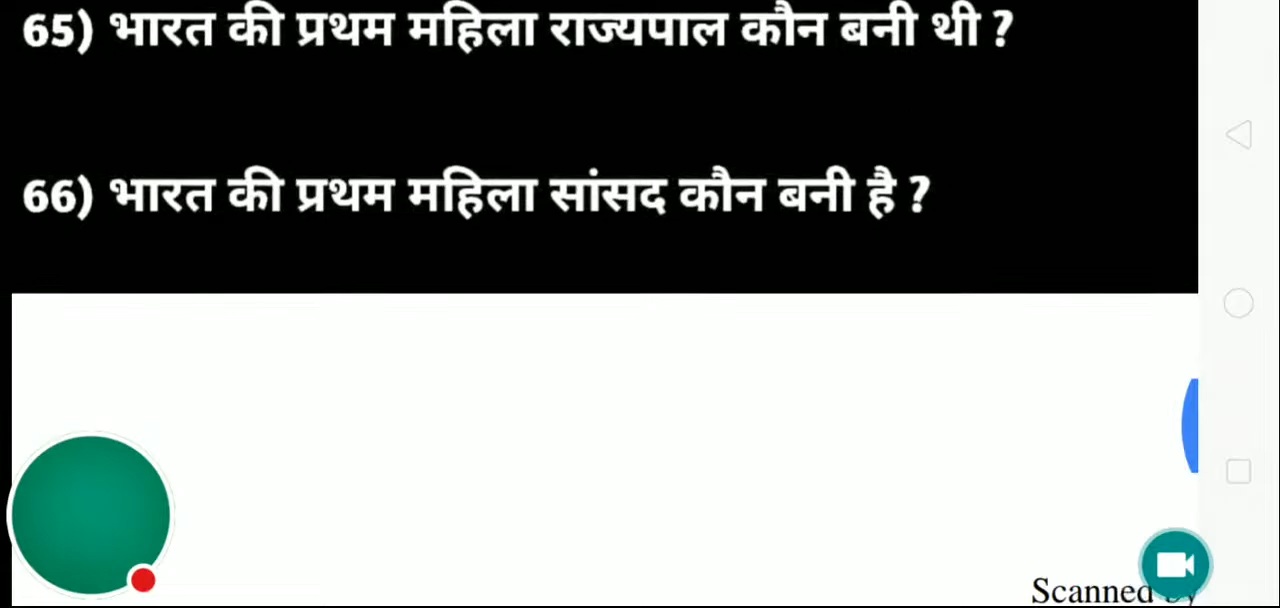 65) भारत की प्रथम महिला राज्यपाल कौन बनी थी ?
66) भारत की प्रथम महिला सांसद कौन बनी है ?
Scanned